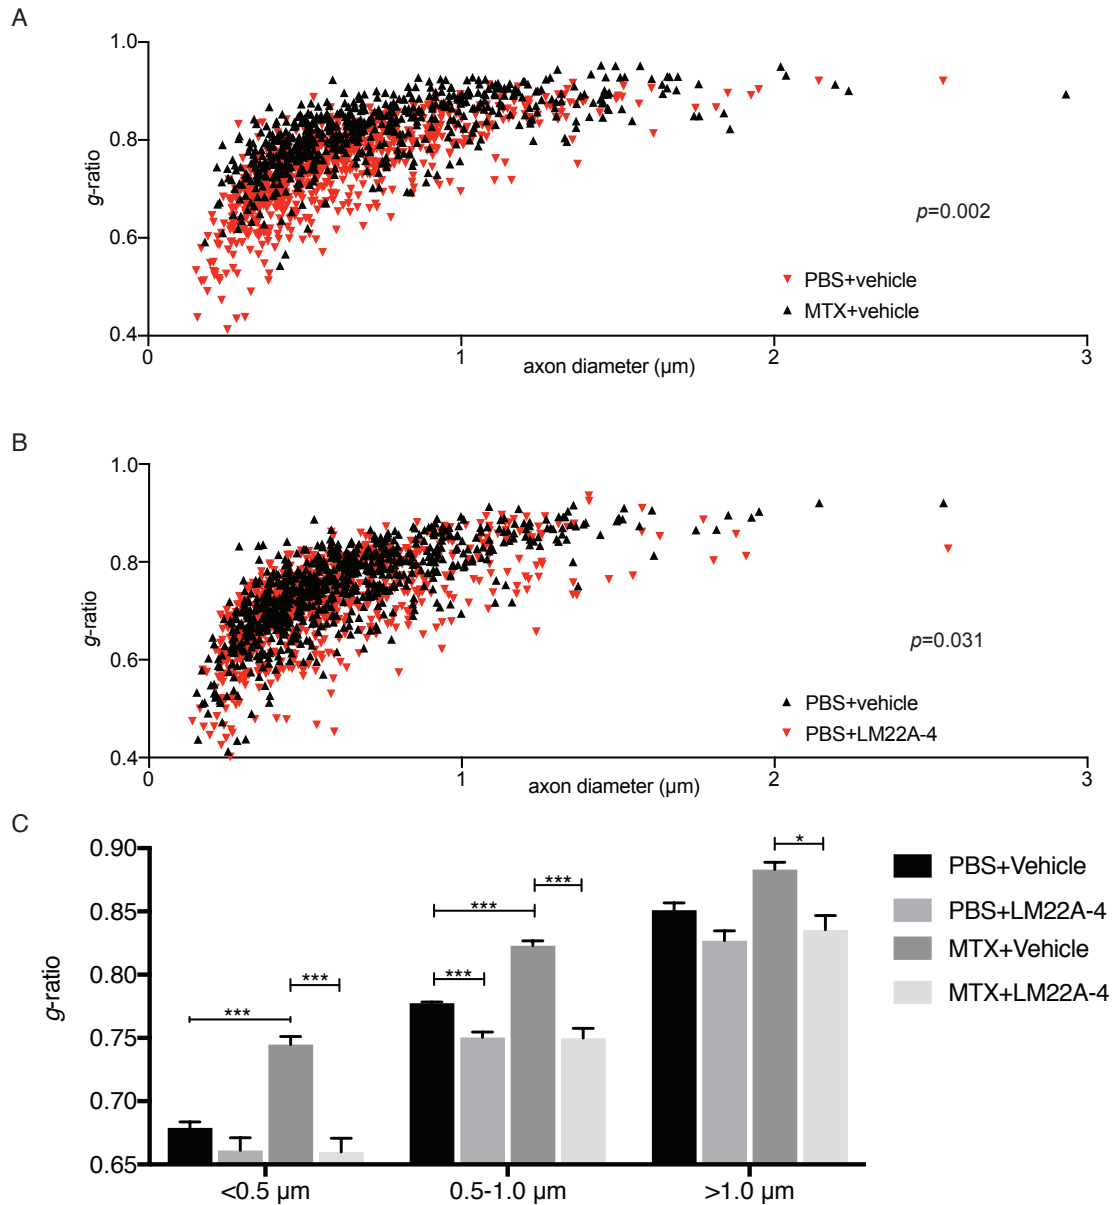 A
1.0
0.8
0.6
0.4
g-ratio
p=0.002
PBS+vehicle
MTX+vehicle
0
1
2
3
axon diameter (µm)
B
1.0
0.8
0.6
0.4
g-ratio
p=0.031
PBS+vehicle
PBS+LM22A-4
0
1
2
3
axon diameter (µm)
C
0.90
0.85
0.80
0.75
0.70
0.65
g-ratio
***
***
***
***
***
*
<0.5 µm
0.5-1.0 µm
>1.0 µm
PBS+Vehicle
PBS+LM22A-4
MTX+Vehicle
MTX+LM22A-4